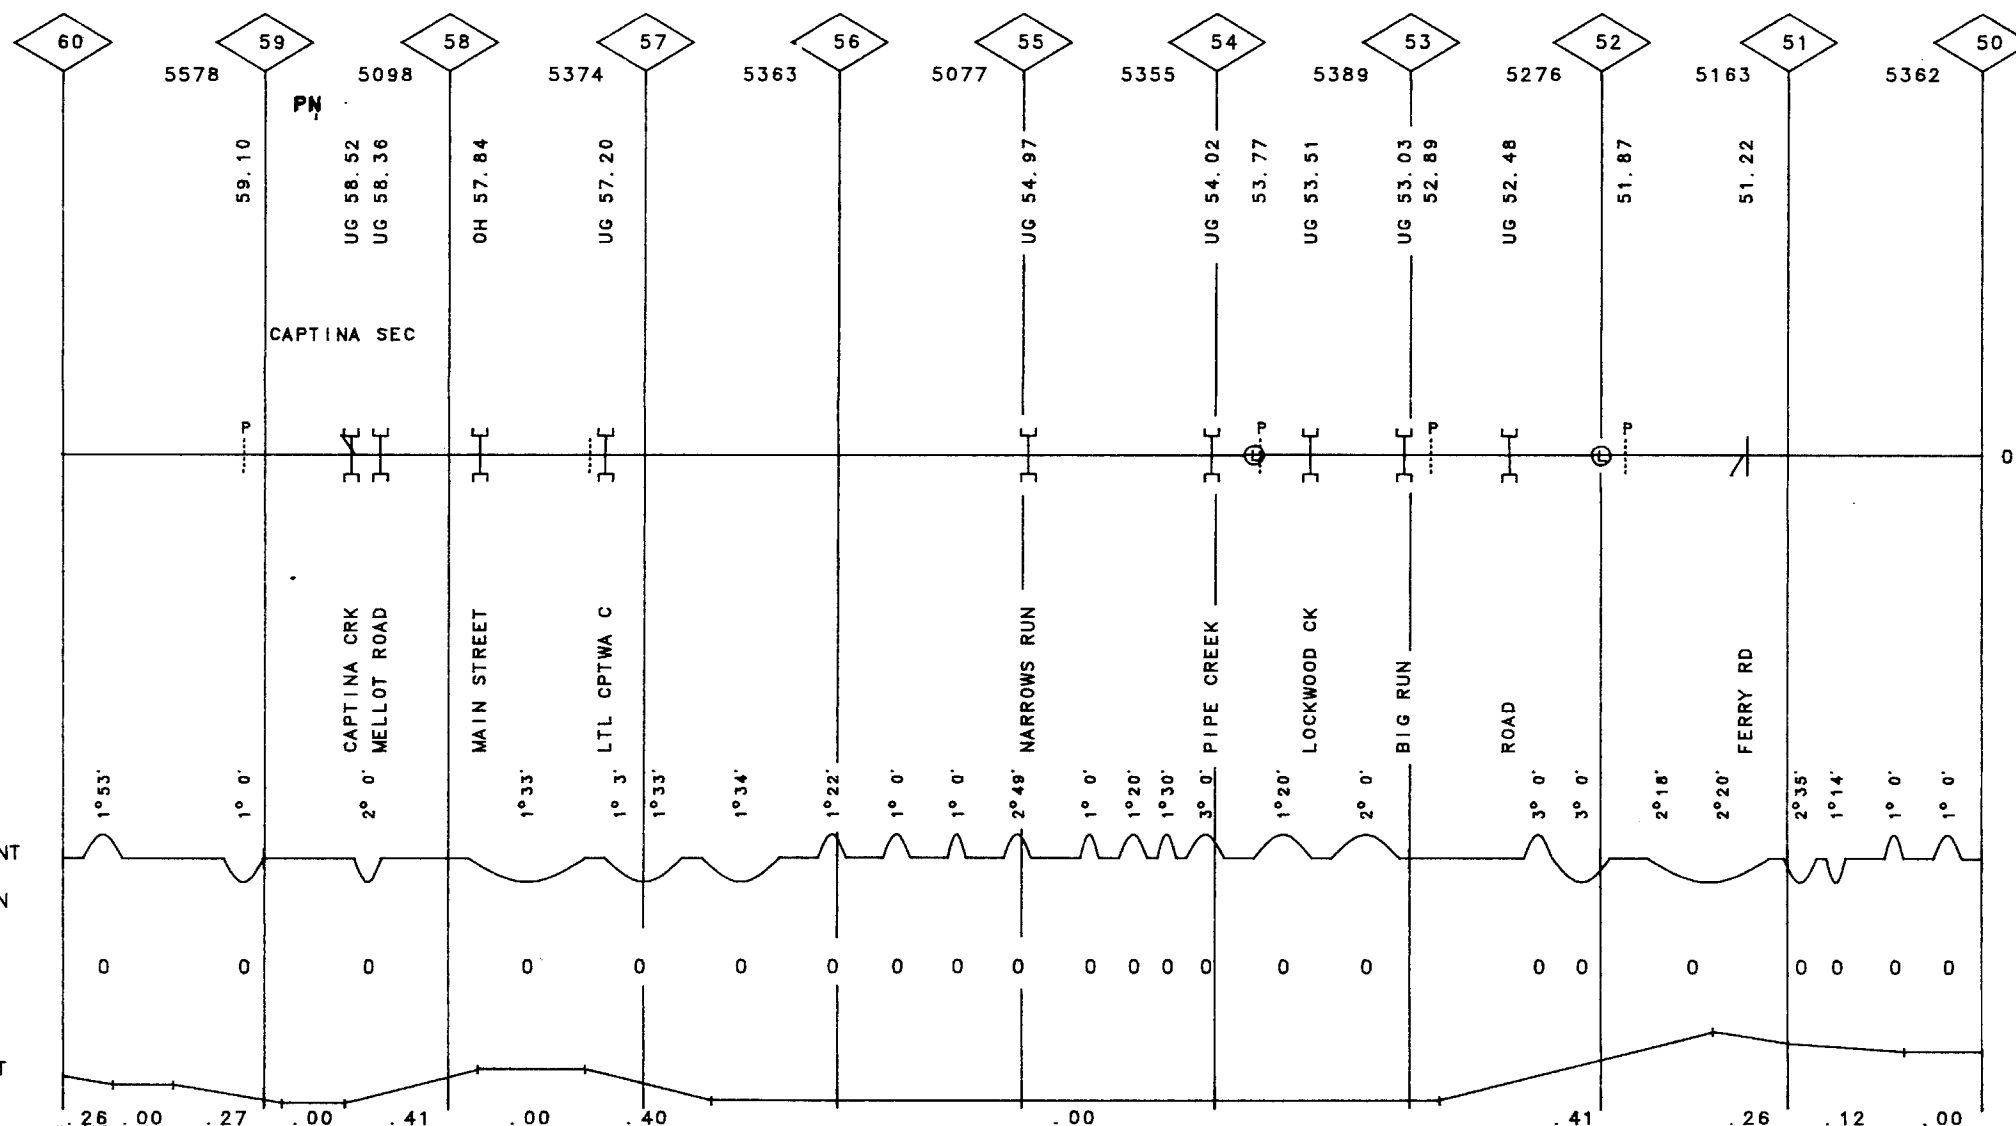 60 59 58 57 56 55 54 53 52 51 50
5578 5098 5374 5363 5077 5355 5389 5276 5163 5362
PN
59.10
UG 58.52
UG 58.36
OH 57.84
UG 57.20
UG 54.97
UG 54.02
53.77
UG 53.51
UG 53.03
52.89
UG 52.48
51.87
51.22
CAPTINA SEC
P P P P
L L
O
CAPTINA CRK
MELLOT ROAD
MAIN STREET
LTL CPTWA C
NARROWS RUN
PIPE CREEK
LOCKWOOD CK
BIG RUN
ROAD
FERRY RD
1°53' 1° 0' 2° 0' 1°33' 1° 3' 1°33' 1°34' 1°22' 1° 0' 1° 0' 2°49' 1° 0' 1°20' 1°30' 3° 0' 1°20' 2° 0' 3° 0' 3° 0' 2°18' 2°20' 2°35' 1°14' 1° 0' 1° 0'
NT
N
0 0 0 0 0 0 0 0 0 0 0 0 0 0 0 0 0 0 0 0 0 0 0
T
.26 .00 .27 .00 .41 .00 .40 .00 .41 .26 .12 .00